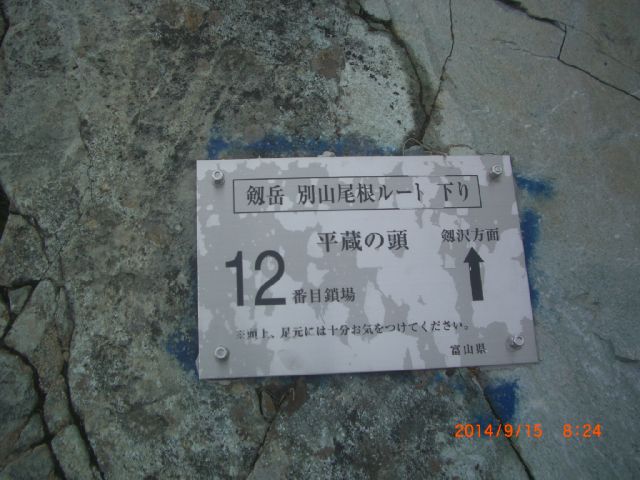 剱岳 別山尾根ルート 下り
平蔵の頭 剱沢方面
12番目鎖場
※頭上、足元には十分お気をつけてください。
富山県
2014/9/15 8:24